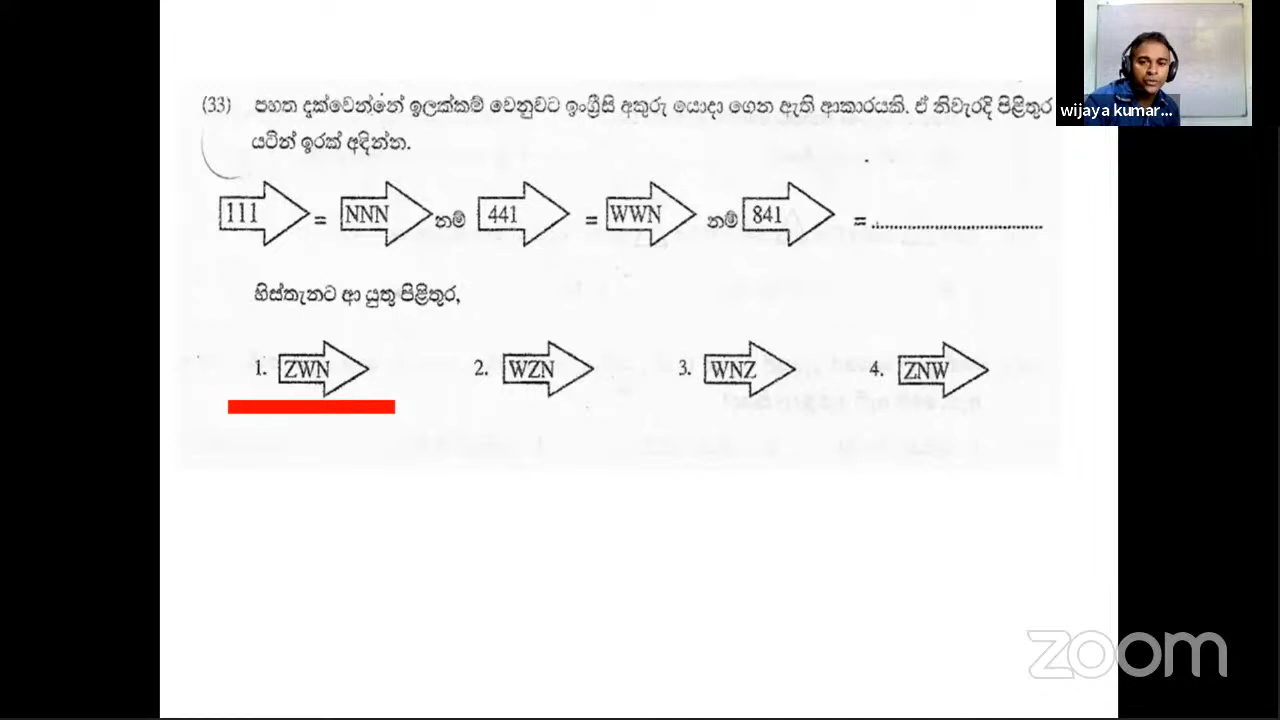 (33) පහත දැක්වෙන්නේ ඉලක්කම් වෙනුවට ඉංග්‍රීසි අකුරු යොදා ගෙන ඇති ආකාරයකි. ඒ නිවැරදි පිළිතුර
යටින් ඉරක් අඳින්න.
111 = NNN නම් 441 = WWN නම් 841 = ........................................
හිස්තැනට ආ යුතු පිළිතුර,
1. ZWN 2. WZN 3. WNZ 4. ZNW
wijaya kumar...
zoom